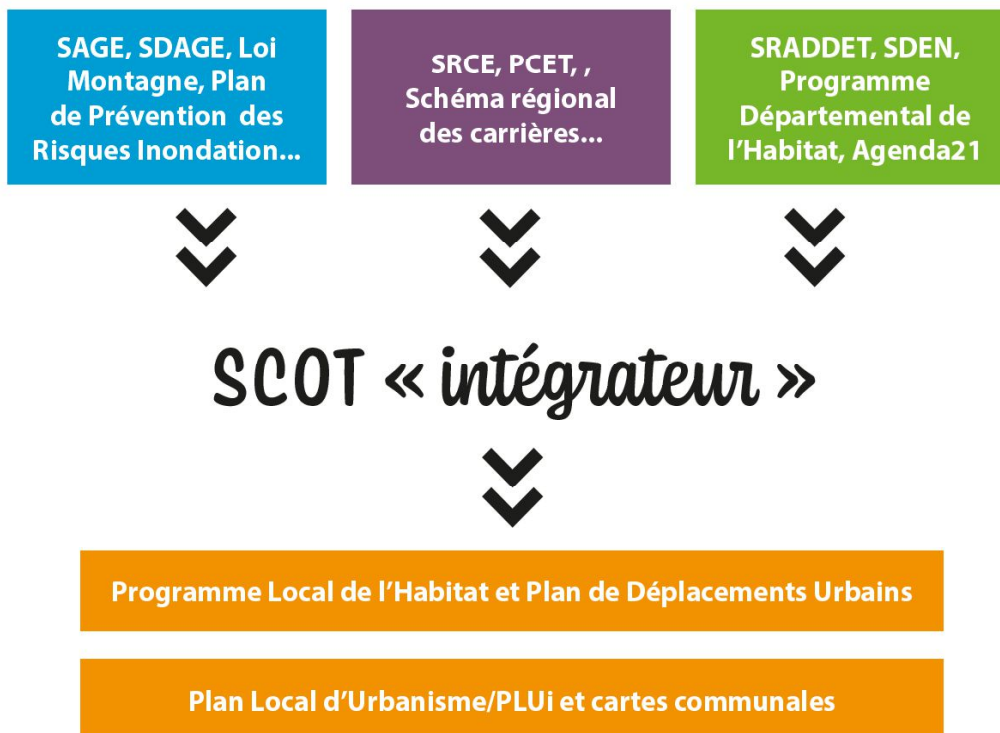 SAGE, SDAGE, Loi
Montagne, Plan
de Prévention des
Risques Inondation...
SRCE, PCET, ,
Schéma régional
des carrières...
SRADDET, SDEN,
Programme
Départemental de
l’Habitat, Agenda21
SCOT « intégrateur »
Programme Local de l’Habitat et Plan de Déplacements Urbains
Plan Local d’Urbanisme/PLUi et cartes communales